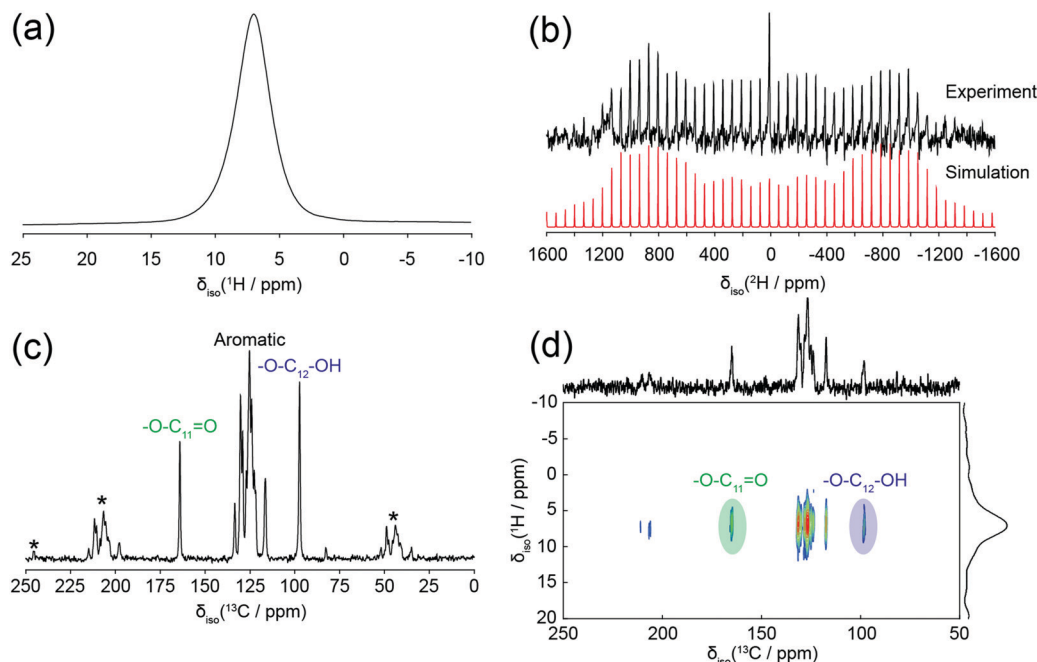 (a)
25 20 15 10 5 0 -5 -10
δiso(¹H / ppm)
(b)
Experiment
Simulation
1600 1200 800 400 0 -400 -800 -1200 -1600
δiso(²H / ppm)
(c)
Aromatic
-O-C₁₂-OH
-O-C₁₁=O
* * *
250 225 200 175 150 125 100 75 50 25 0
δiso(¹³C / ppm)
(d)
-10
-5
0
5
10
15
20
δiso(¹H / ppm)
-O-C₁₁=O -O-C₁₂-OH
250 200 150 100 50
δiso(¹³C / ppm)